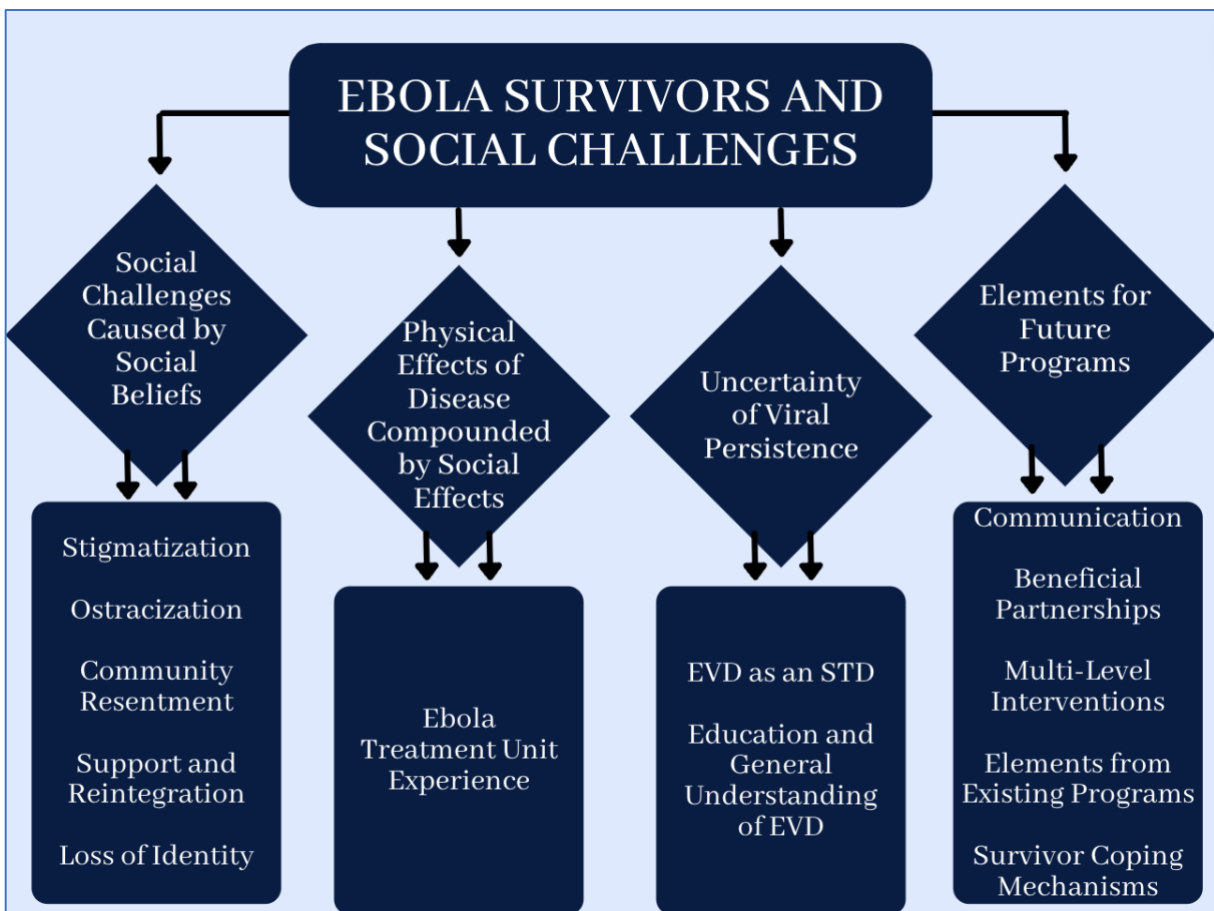 EBOLA SURVIVORS AND
SOCIAL CHALLENGES
Social
Challenges
Caused by
Social
Beliefs
Stigmatization
Ostracization
Community
Resentment
Support and
Reintegration
Loss of Identity
Physical
Effects of
Disease
Compounded
by Social
Effects
Ebola
Treatment Unit
Experience
Uncertainty
of Viral
Persistence
EVD as an STD
Education and
General
Understanding
of EVD
Elements for
Future
Programs
Communication
Beneficial
Partnerships
Multi-Level
Interventions
Elements from
Existing Programs
Survivor Coping
Mechanisms